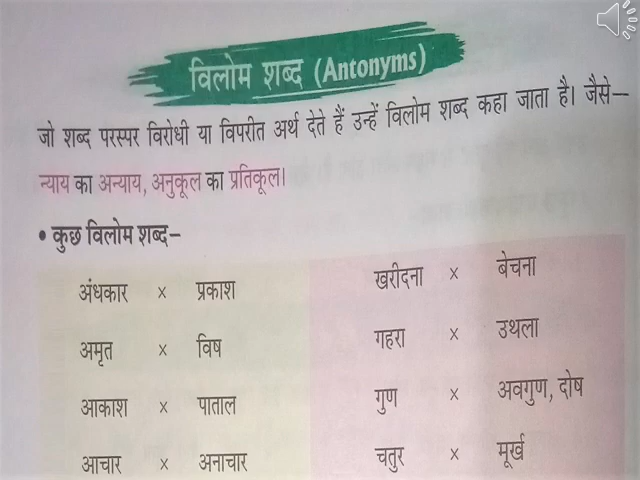 विलोम शब्द (Antonyms)
जो शब्द परस्पर विरोधी या विपरीत अर्थ देते हैं उन्हें विलोम शब्द कहा जाता है। जैसे—
न्याय का अन्याय, अनुकूल का प्रतिकूल।
• कुछ विलोम शब्द–
अंधकार x प्रकाश खरीदना x बेचना
अमृत x विष गहरा x उथला
आकाश x पाताल गुण x अवगुण, दोष
आचार x अनाचार चतुर x मूर्ख